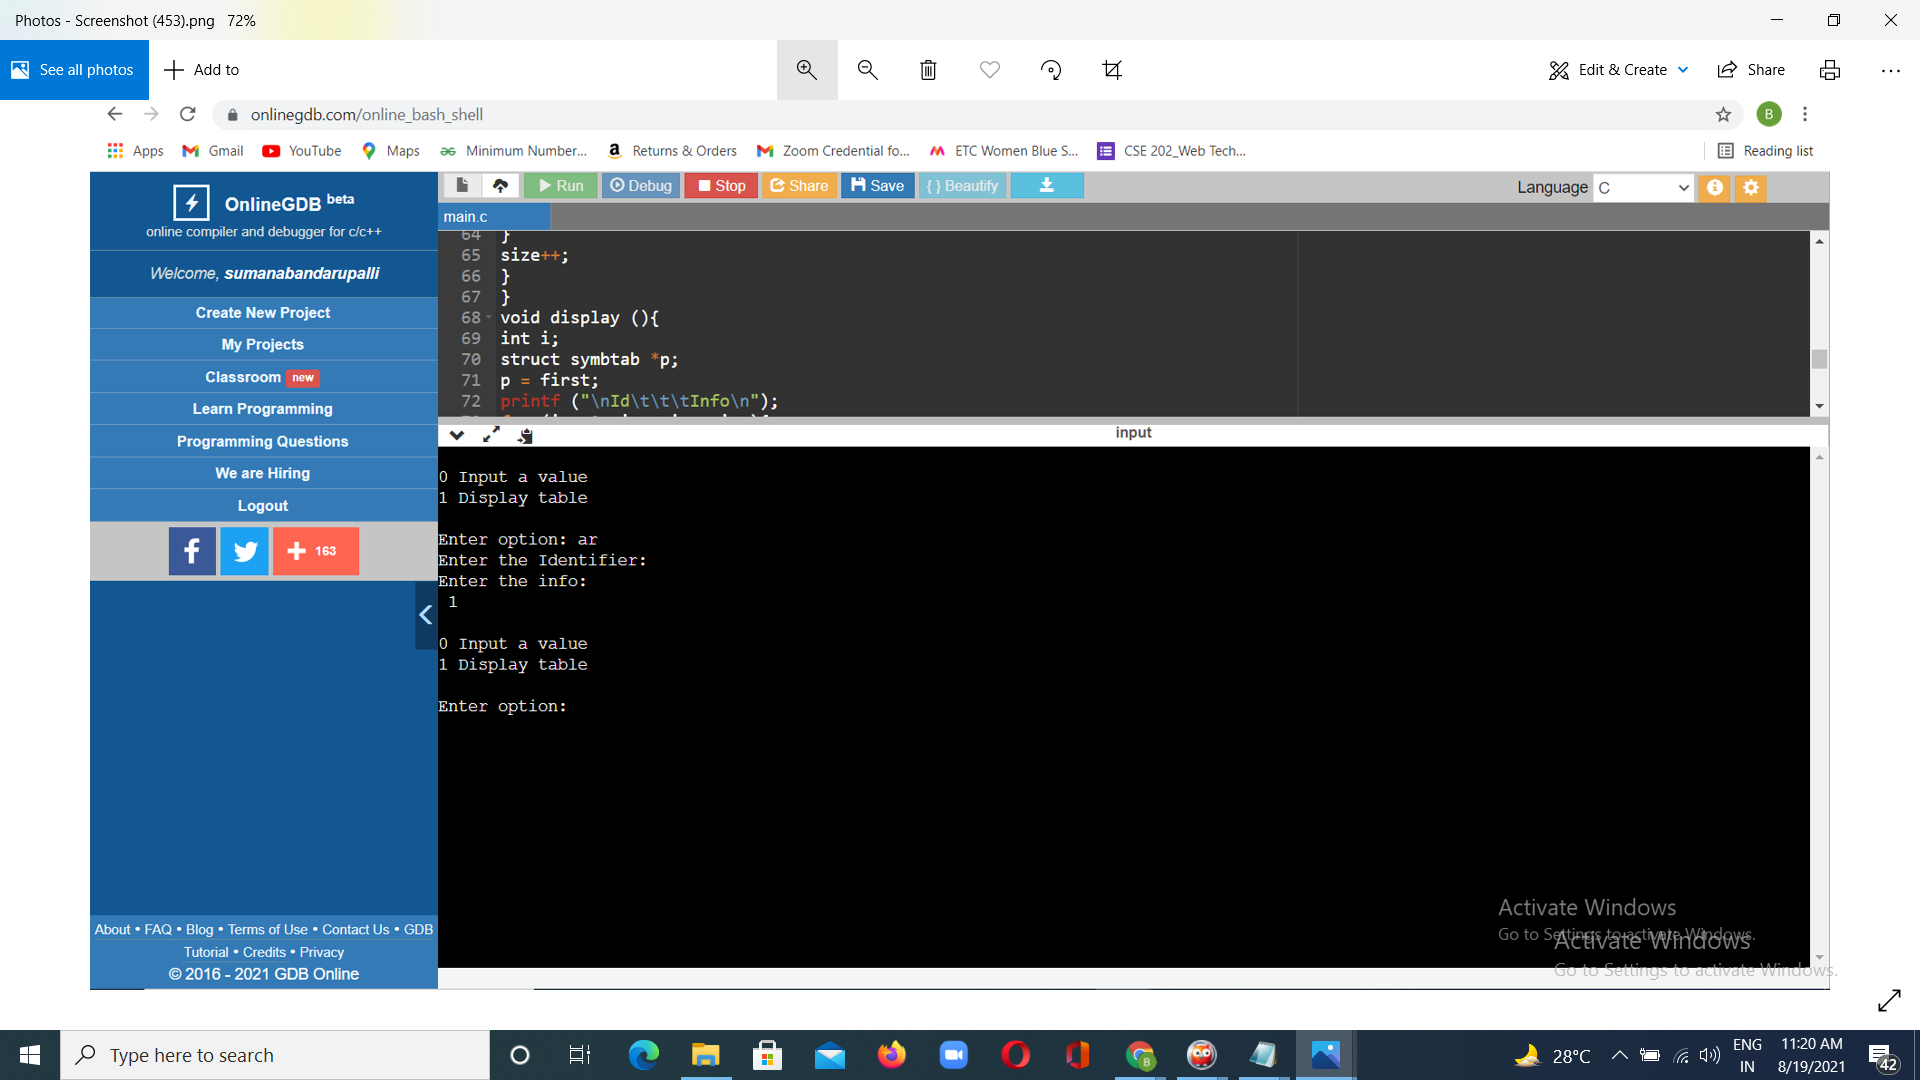 Photos - Screenshot (453).png 72%
See all photos
Add to
Edit & Create
Share
onlinegdb.com/online_bash_shell
B
Apps
Gmail
YouTube
Maps
Minimum Number...
Returns & Orders
Zoom Credential fo...
ETC Women Blue S...
CSE 202_Web Tech...
Reading list
OnlineGDB beta
online compiler and debugger for c/c++
Welcome, sumanabandarupalli
Create New Project
My Projects
Classroom new
Learn Programming
Programming Questions
We are Hiring
Logout
163
About • FAQ • Blog • Terms of Use • Contact Us • GDB
Tutorial • Credits • Privacy
© 2016 - 2021 GDB Online
Run
Debug
Stop
Share
Save
{ } Beautify
Language C
main.c
64 }
65 size++;
66 }
67 }
68 void display (){
69 int i;
70 struct symbtab *p;
71 p = first;
72 printf ("\nId\t\t\tInfo\n");
input
0 Input a value
1 Display table
Enter option: ar
Enter the Identifier:
Enter the info:
1
0 Input a value
1 Display table
Enter option:
Activate Windows
Go to Settings to activate Windows.
Activate Windows
Go to Settings to activate Windows.
Type here to search
28°C
ENG
IN
11:20 AM
8/19/2021
42